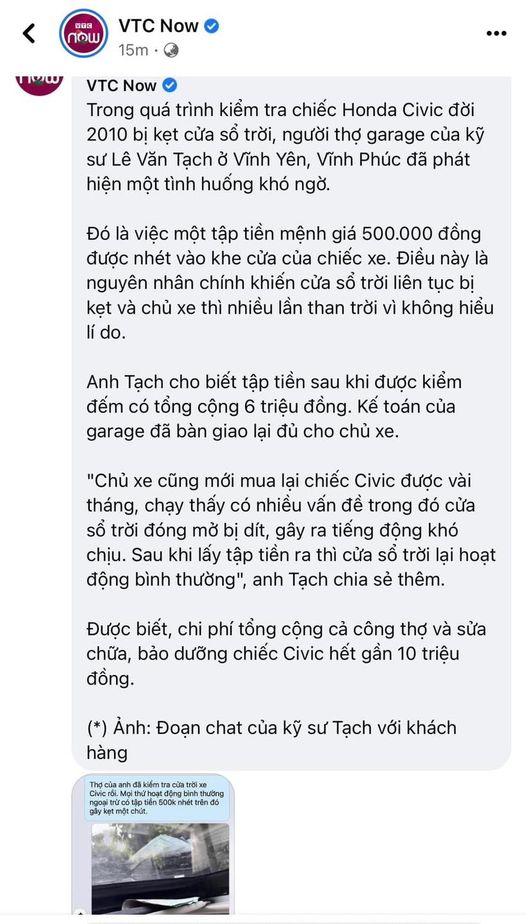 VTC Now
15m
VTC
now
VTC Now
Trong quá trình kiểm tra chiếc Honda Civic đời
2010 bị kẹt cửa sổ trời, người thợ garage của kỹ
sư Lê Văn Tạch ở Vĩnh Yên, Vĩnh Phúc đã phát
hiện một tình huống khó ngờ.
Đó là việc một tập tiền mệnh giá 500.000 đồng
được nhét vào khe cửa của chiếc xe. Điều này là
nguyên nhân chính khiến cửa sổ trời liên tục bị
kẹt và chủ xe thì nhiều lần than trời vì không hiểu
lí do.
Anh Tạch cho biết tập tiền sau khi được kiểm
đếm có tổng cộng 6 triệu đồng. Kế toán của
garage đã bàn giao lại đủ cho chủ xe.
"Chủ xe cũng mới mua lại chiếc Civic được vài
tháng, chạy thấy có nhiều vấn đề trong đó cửa
sổ trời đóng mở bị dít, gây ra tiếng động khó
chịu. Sau khi lấy tập tiền ra thì cửa sổ trời lại hoạt
động bình thường", anh Tạch chia sẻ thêm.
Được biết, chi phí tổng cộng cả công thợ và sửa
chữa, bảo dưỡng chiếc Civic hết gần 10 triệu
đồng.
(*) Ảnh: Đoạn chat của kỹ sư Tạch với khách
hàng
Thợ của anh đã kiểm tra cửa trời xe
Civic rồi. Mọi thứ hoạt động bình thường
ngoại trừ có tập tiền 500k nhét trên đó
gây kẹt một chút.